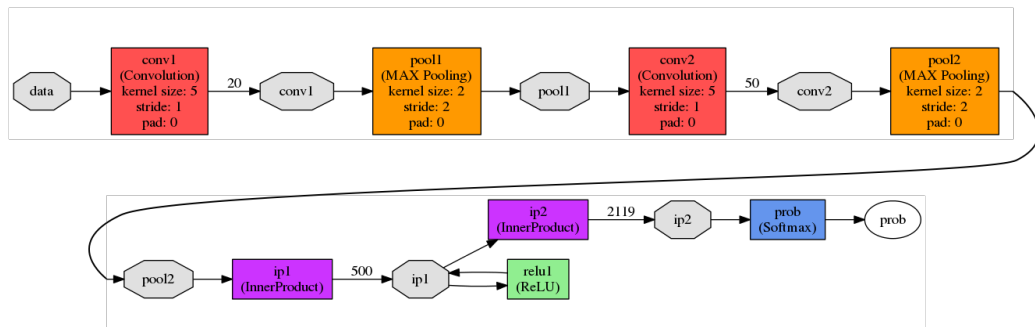 data
conv1
(Convolution)
kernel size: 5
stride: 1
pad: 0
20
conv1
pool1
(MAX Pooling)
kernel size: 2
stride: 2
pad: 0
pool1
conv2
(Convolution)
kernel size: 5
stride: 1
pad: 0
50
conv2
pool2
(MAX Pooling)
kernel size: 2
stride: 2
pad: 0
pool2
ip1
(InnerProduct)
500
ip1
relu1
(ReLU)
ip2
(InnerProduct)
2119
ip2
prob
(Softmax)
prob